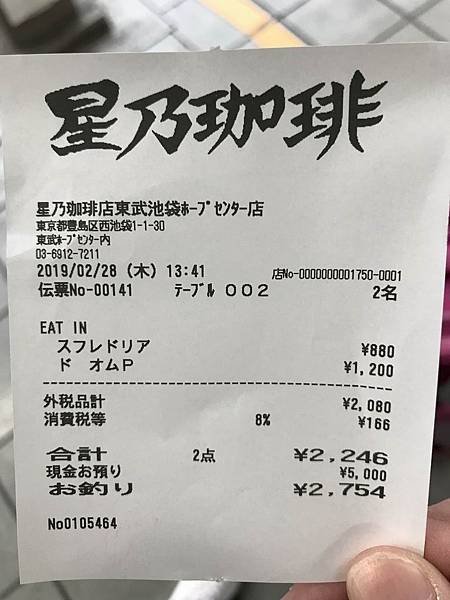 星乃珈琲
星乃珈琲店東武池袋ﾎｰﾌﾟｾﾝﾀｰ店
東京都豊島区西池袋1-1-30
東武ﾎｰﾌﾟｾﾝﾀｰ内
03-6912-7211
2019/02/28 (木) 13:41 店No-0000000001750-0001
伝票No-00141 ﾃｰﾌﾞﾙ 002 2名
EAT IN
スフレドリア ¥880
ド オムP ¥1,200
外税品計 ¥2,080
消費税等 8% ¥166
合計 2点 ¥2,246
現金お預り ¥5,000
お釣り ¥2,754
No0105464